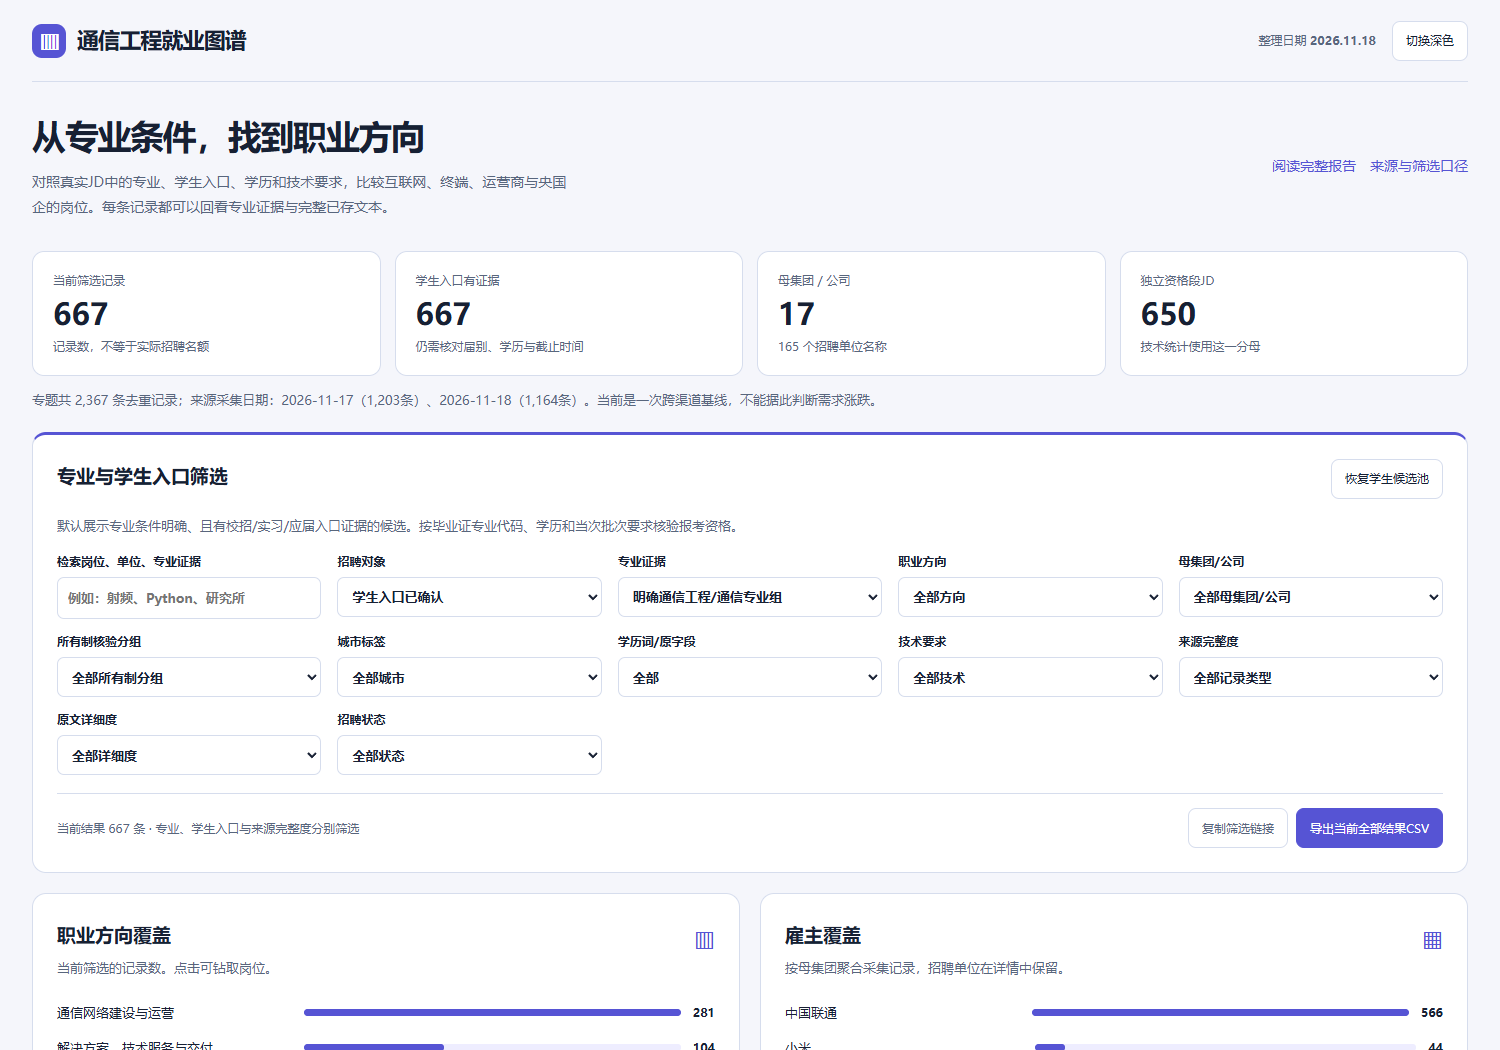 通信工程就业图谱
整理日期 2026.11.18
切换深色
从专业条件，找到职业方向
对照真实JD中的专业、学生入口、学历和技术要求，比较互联网、终端、运营商与央国
企的岗位。每条记录都可以回看专业证据与完整已存文本。
阅读完整报告 来源与筛选口径
当前筛选记录
667
记录数，不等于实际招聘名额
学生入口有证据
667
仍需核对届别、学历与截止时间
母集团 / 公司
17
165 个招聘单位名称
独立资格段JD
650
技术统计使用这一分母
专题共 2,367 条去重记录；来源采集日期：2026-11-17（1,203条）、2026-11-18（1,164条）。当前是一次跨渠道基线，不能据此判断需求涨跌。
专业与学生入口筛选
恢复学生候选池
默认展示专业条件明确、且有校招/实习/应届入口证据的候选。按毕业证专业代码、学历和当次批次要求核验报考资格。
检索岗位、单位、专业证据
例如：射频、Python、研究所
招聘对象
学生入口已确认
专业证据
明确通信工程/通信专业组
职业方向
全部方向
母集团/公司
全部母集团/公司
所有制核验分组
全部所有制分组
城市标签
全部城市
学历词/原字段
全部
技术要求
全部技术
来源完整度
全部记录类型
原文详细度
全部详细度
招聘状态
全部状态
当前结果 667 条 · 专业、学生入口与来源完整度分别筛选
复制筛选链接
导出当前全部结果CSV
职业方向覆盖
当前筛选的记录数。点击可钻取岗位。
通信网络建设与运营 281
解决方案、技术服务与交付 104
雇主覆盖
按母集团聚合采集记录，招聘单位在详情中保留。
中国联通 566
小米 44